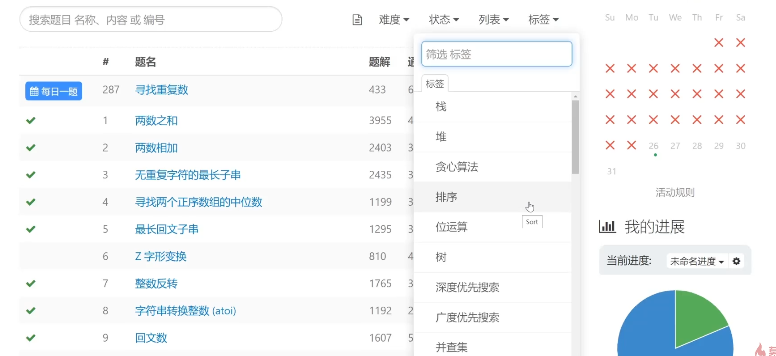 搜索题目 名称、内容 或 编号
难度 状态 列表 标签
# 题名 题解
每日一题 287 寻找重复数 433 6
1 两数之和 3955 4
2 两数相加 2403 3
3 无重复字符的最长子串 2435 3
4 寻找两个正序数组的中位数 1199 3
5 最长回文子串 1295 3
6 Z 字形变换 810 4
7 整数反转 1765 3
8 字符串转换整数 (atoi) 1192 2
9 回文数 1607 5
筛选 标签
标签
栈
堆
贪心算法
排序
Sort
位运算
树
深度优先搜索
广度优先搜索
并查集
Su Mo Tu We Th Fr Sa
26 27 28 29 30
31
活动规则
我的进展
当前进度: 未命名进度